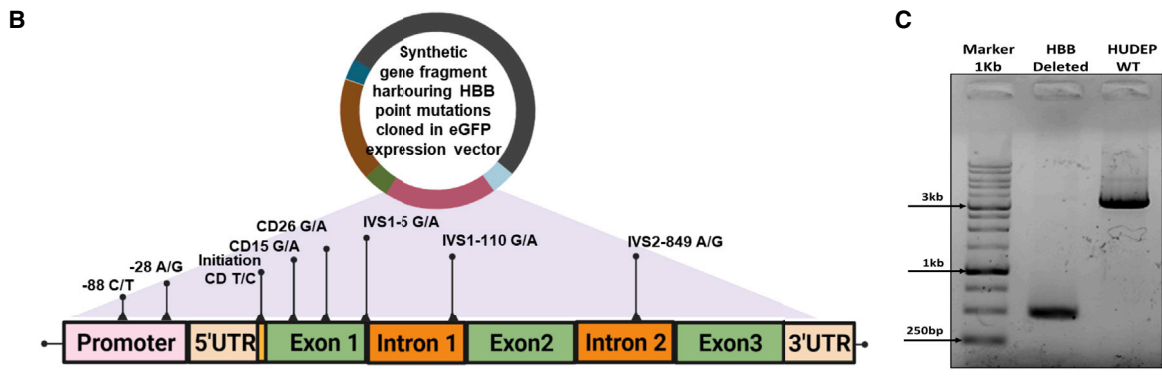 B
Synthetic
gene fragment
harbouring HBB
point mutations
cloned in eGFP
expression vector
-88 C/T
-28 A/G
Initiation
CD T/C
CD15 G/A
CD26 G/A
IVS1-5 G/A
IVS1-110 G/A
IVS2-849 A/G
Promoter
5'UTR
Exon 1
Intron 1
Exon2
Intron 2
Exon3
3'UTR
C
Marker
1Kb
HBB
Deleted
HUDEP
WT
3kb
1kb
250bp